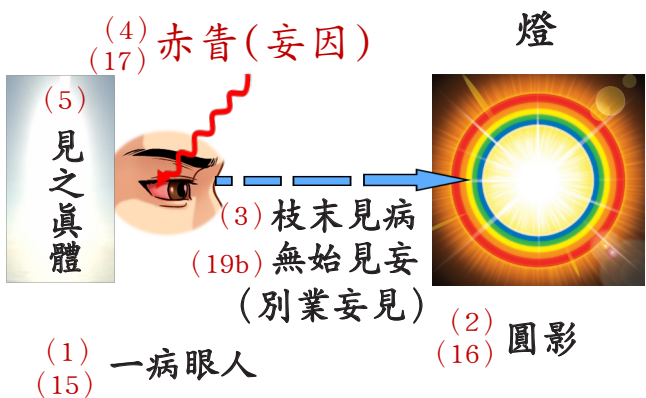 (4)
(17) 赤眚(妄因)
燈
(5)
見之眞體
(3) 枝末見病
(19b) 無始見妄
(別業妄見)
(2)
(16) 圓影
(1)
(15) 一病眼人